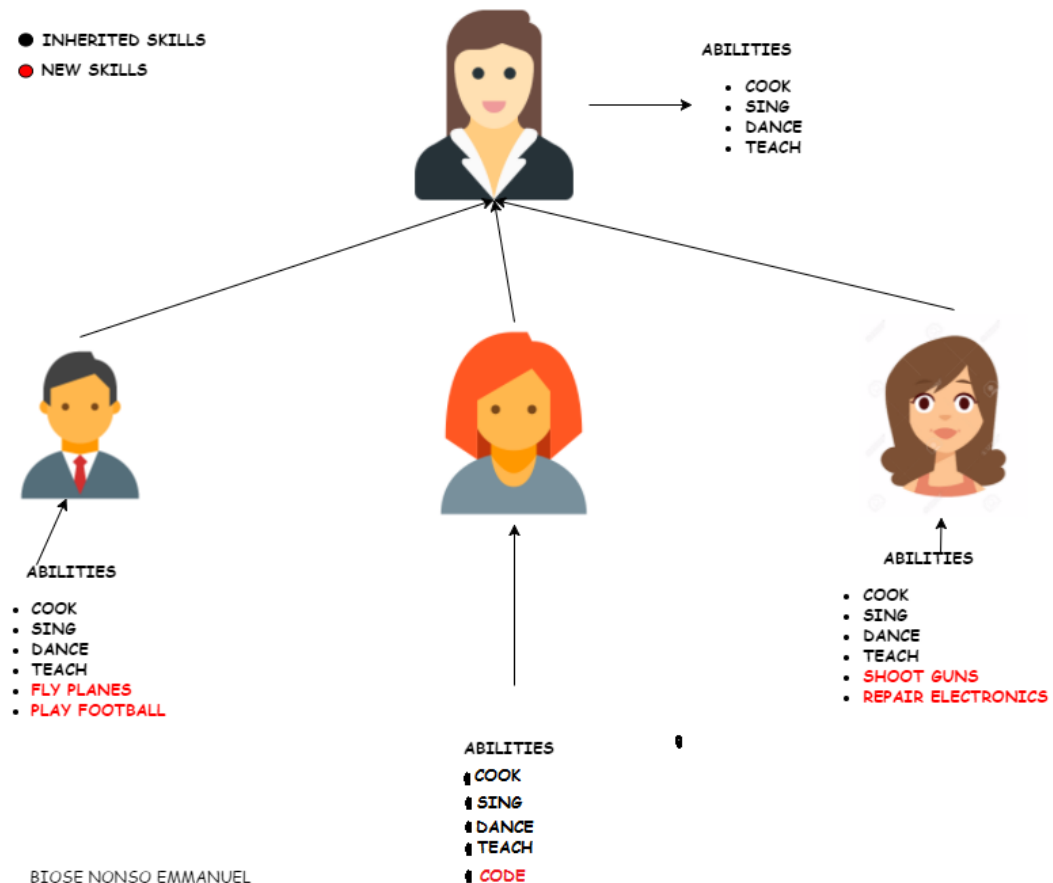 INHERITED SKILLS
NEW SKILLS
ABILITIES
COOK
SING
DANCE
TEACH
ABILITIES
COOK
SING
DANCE
TEACH
FLY PLANES
PLAY FOOTBALL
ABILITIES
COOK
SING
DANCE
TEACH
CODE
ABILITIES
COOK
SING
DANCE
TEACH
SHOOT GUNS
REPAIR ELECTRONICS
BIOSE NONSO EMMANUEL